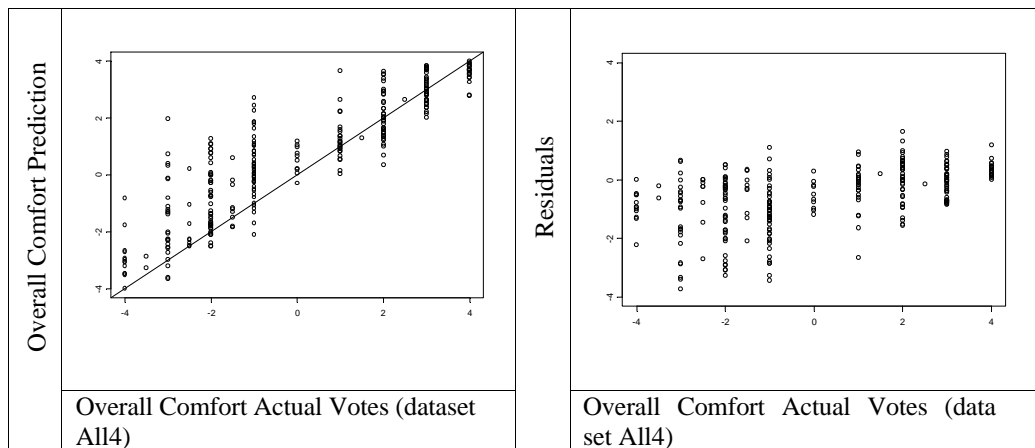 Overall Comfort Prediction
4
2
0
-2
-4
-4 -2 0 2 4
Overall Comfort Actual Votes (dataset
All4)
Residuals
4
2
0
-2
-4
-4 -2 0 2 4
Overall Comfort Actual Votes (data
set All4)